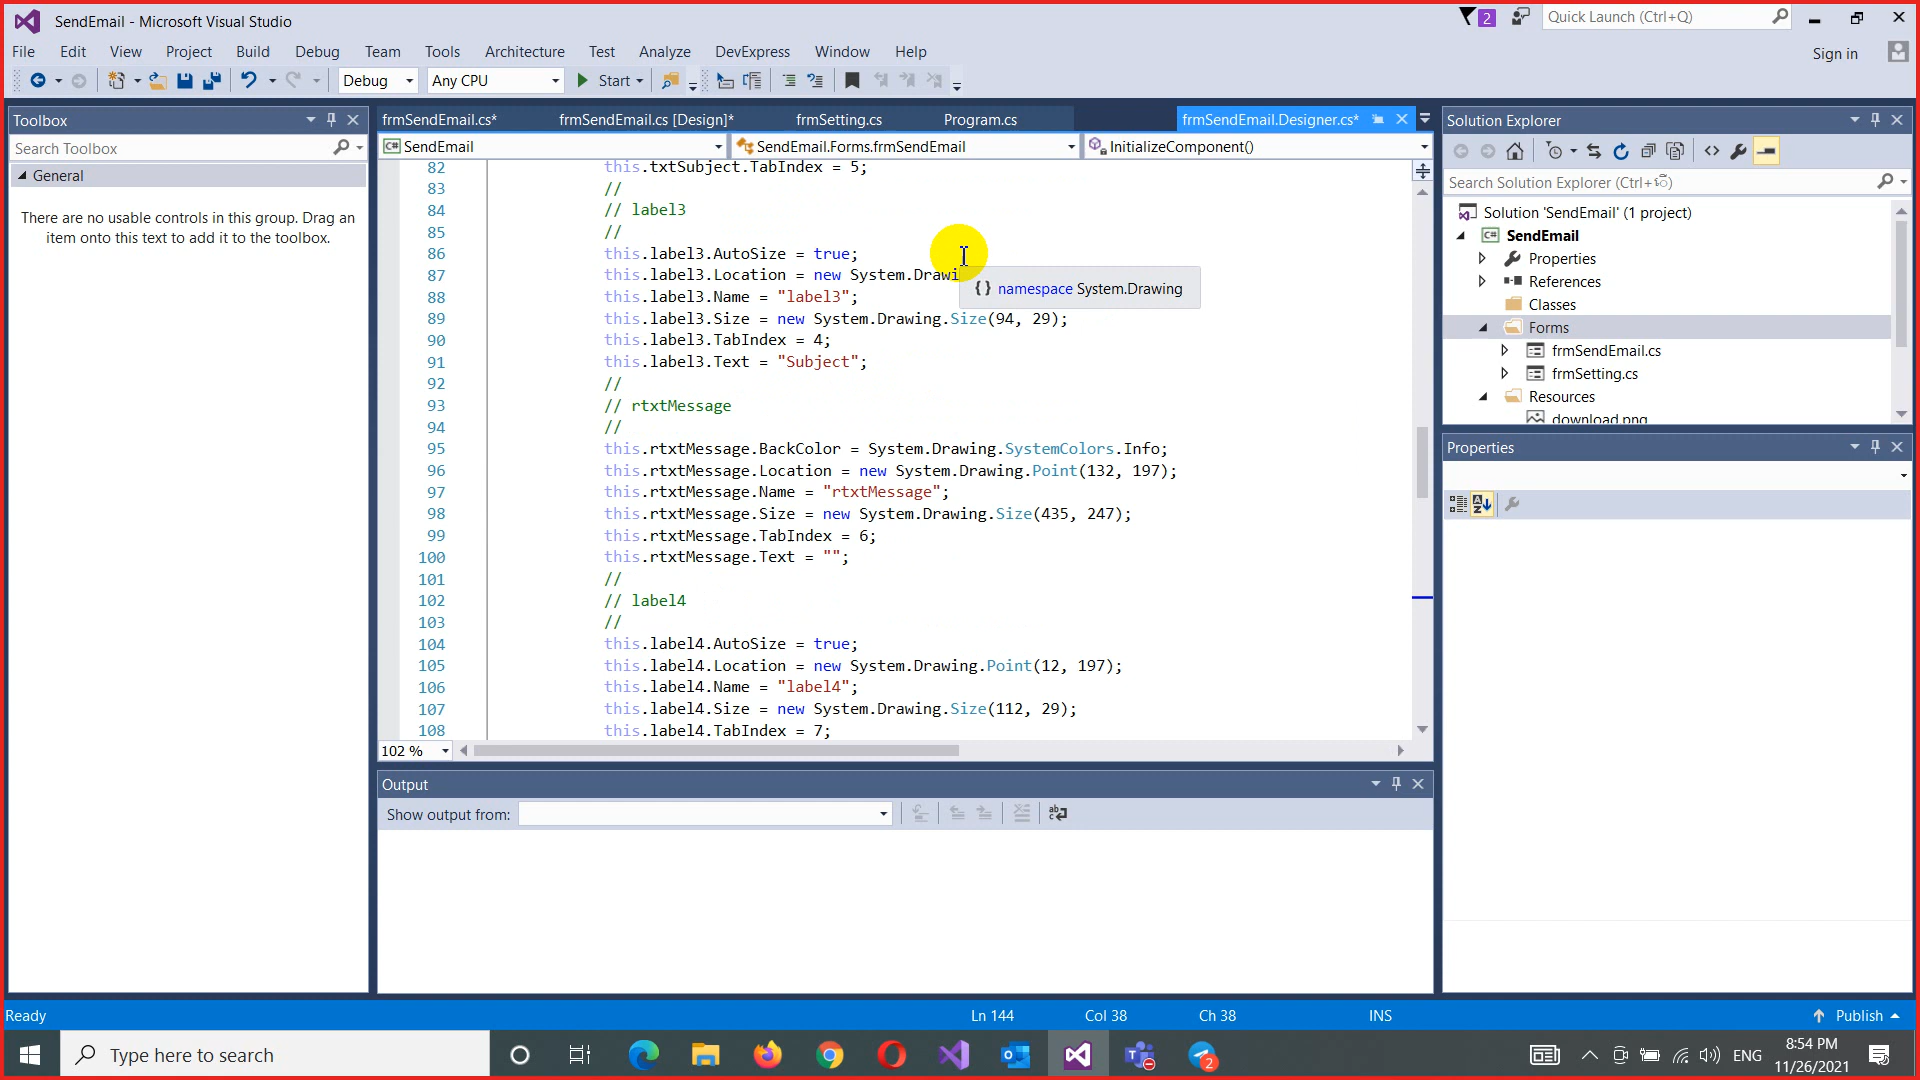 SendEmail - Microsoft Visual Studio
2
Quick Launch (Ctrl+Q)
File Edit View Project Build Debug Team Tools Architecture Test Analyze DevExpress Window Help
Sign in
Debug Any CPU Start
Toolbox
Search Toolbox
General
There are no usable controls in this group. Drag an
item onto this text to add it to the toolbox.
frmSendEmail.cs* frmSendEmail.cs [Design]* frmSetting.cs Program.cs frmSendEmail.Designer.cs*
SendEmail SendEmail.Forms.frmSendEmail InitializeComponent()
82 this.txtSubject.TabIndex = 5;
83 //
84 // label3
85 //
86 this.label3.AutoSize = true;
87 this.label3.Location = new System.Drawi
namespace System.Drawing
88 this.label3.Name = "label3";
89 this.label3.Size = new System.Drawing.Size(94, 29);
90 this.label3.TabIndex = 4;
91 this.label3.Text = "Subject";
92 //
93 // rtxtMessage
94 //
95 this.rtxtMessage.BackColor = System.Drawing.SystemColors.Info;
96 this.rtxtMessage.Location = new System.Drawing.Point(132, 197);
97 this.rtxtMessage.Name = "rtxtMessage";
98 this.rtxtMessage.Size = new System.Drawing.Size(435, 247);
99 this.rtxtMessage.TabIndex = 6;
100 this.rtxtMessage.Text = "";
101 //
102 // label4
103 //
104 this.label4.AutoSize = true;
105 this.label4.Location = new System.Drawing.Point(12, 197);
106 this.label4.Name = "label4";
107 this.label4.Size = new System.Drawing.Size(112, 29);
108 this.label4.TabIndex = 7;
102 %
Output
Show output from:
Solution Explorer
Search Solution Explorer
Solution 'SendEmail' (1 project)
SendEmail
Properties
References
Classes
Forms
frmSendEmail.cs
frmSetting.cs
Resources
download.png
Properties
Ready Ln 144 Col 38 Ch 38 INS Publish
Type here to search
2
ENG
8:54 PM
11/26/2021